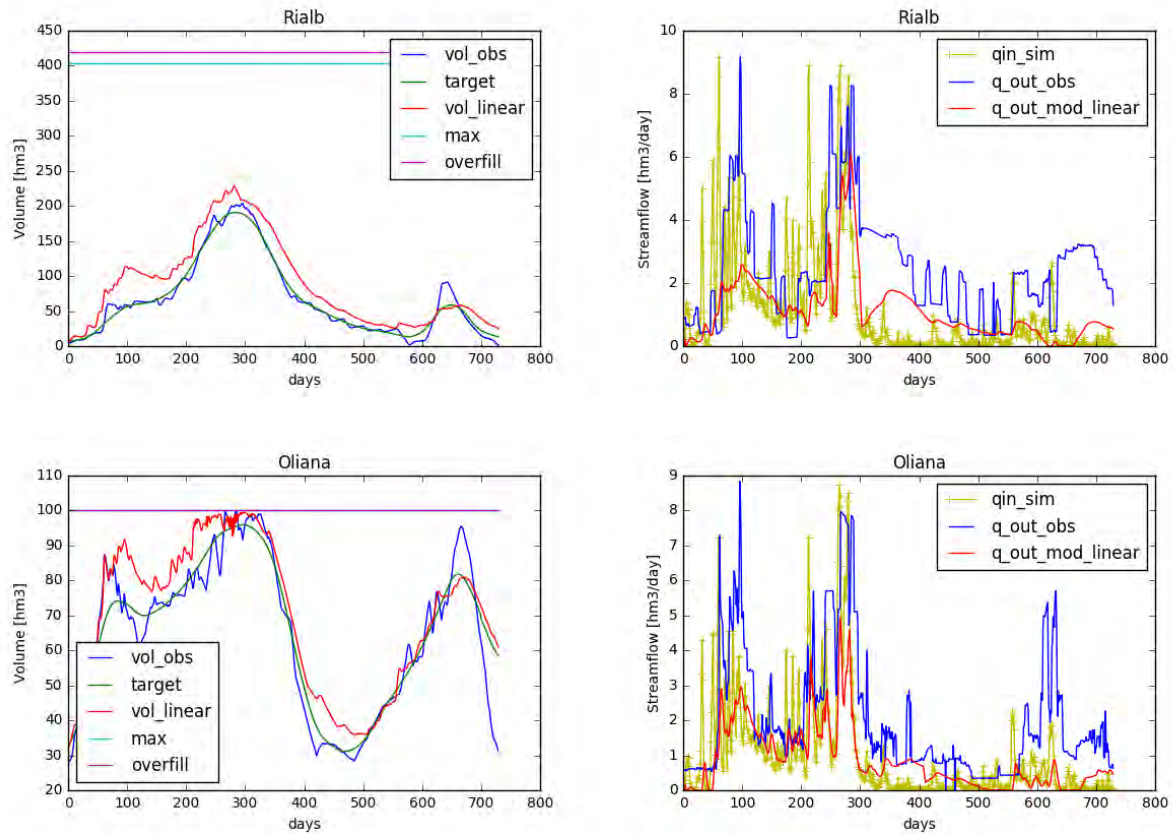 Rialb
450
400
350
300
250
200
150
100
50
0
Volume [hm3]
vol_obs
target
vol_linear
max
overfill
0 100 200 300 400 500 600 700 800
days
Rialb
10
8
6
4
2
0
Streamflow [hm3/day]
qin_sim
q_out_obs
q_out_mod_linear
0 100 200 300 400 500 600 700 800
days
Oliana
110
100
90
80
70
60
50
40
30
20
Volume [hm3]
vol_obs
target
vol_linear
max
overfill
0 100 200 300 400 500 600 700 800
days
Oliana
9
8
7
6
5
4
3
2
1
0
Streamflow [hm3/day]
qin_sim
q_out_obs
q_out_mod_linear
0 100 200 300 400 500 600 700 800
days